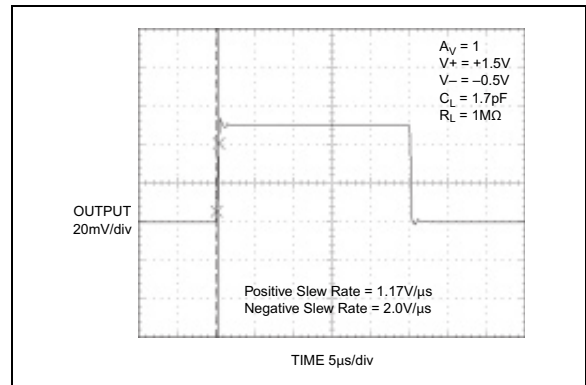 A_V = 1
V+ = +1.5V
V– = –0.5V
C_L = 1.7pF
R_L = 1MΩ
OUTPUT
20mV/div
Positive Slew Rate = 1.17V/µs
Negative Slew Rate = 2.0V/µs
TIME 5µs/div